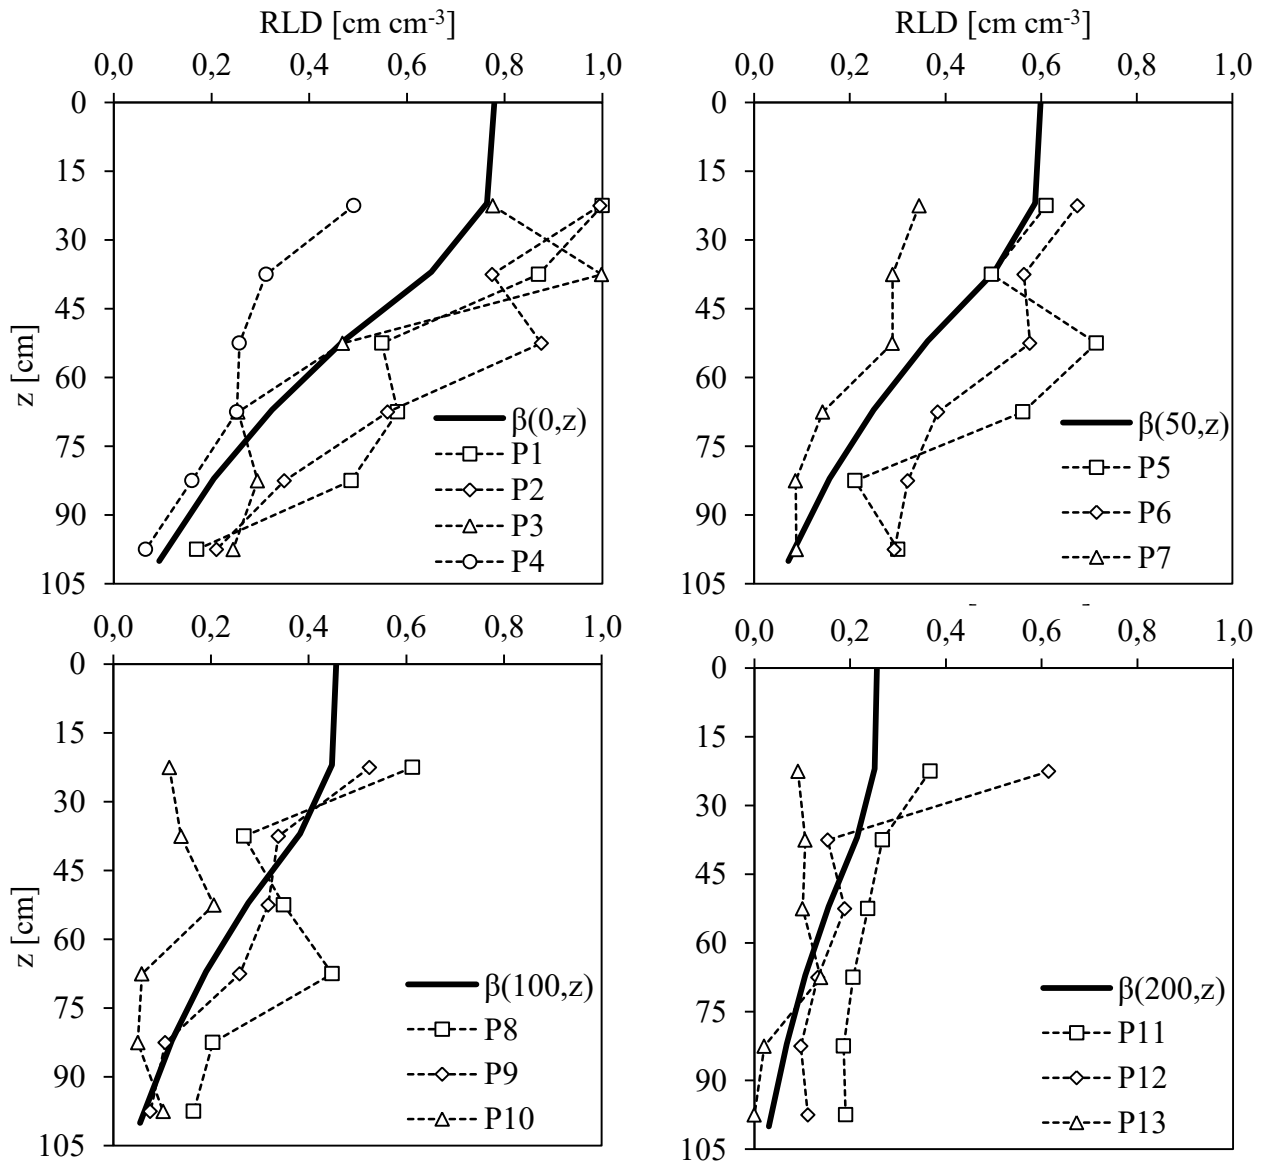 RLD [cm cm-3]
0,0 0,2 0,4 0,6 0,8 1,0
0
15
30
45
60
75
90
105
z [cm]
β(0,z)
P1
P2
P3
P4
RLD [cm cm-3]
0,0 0,2 0,4 0,6 0,8 1,0
0
15
30
45
60
75
90
105
β(50,z)
P5
P6
P7
0,0 0,2 0,4 0,6 0,8 1,0
0
15
30
45
60
75
90
105
z [cm]
β(100,z)
P8
P9
P10
0,0 0,2 0,4 0,6 0,8 1,0
0
15
30
45
60
75
90
105
β(200,z)
P11
P12
P13